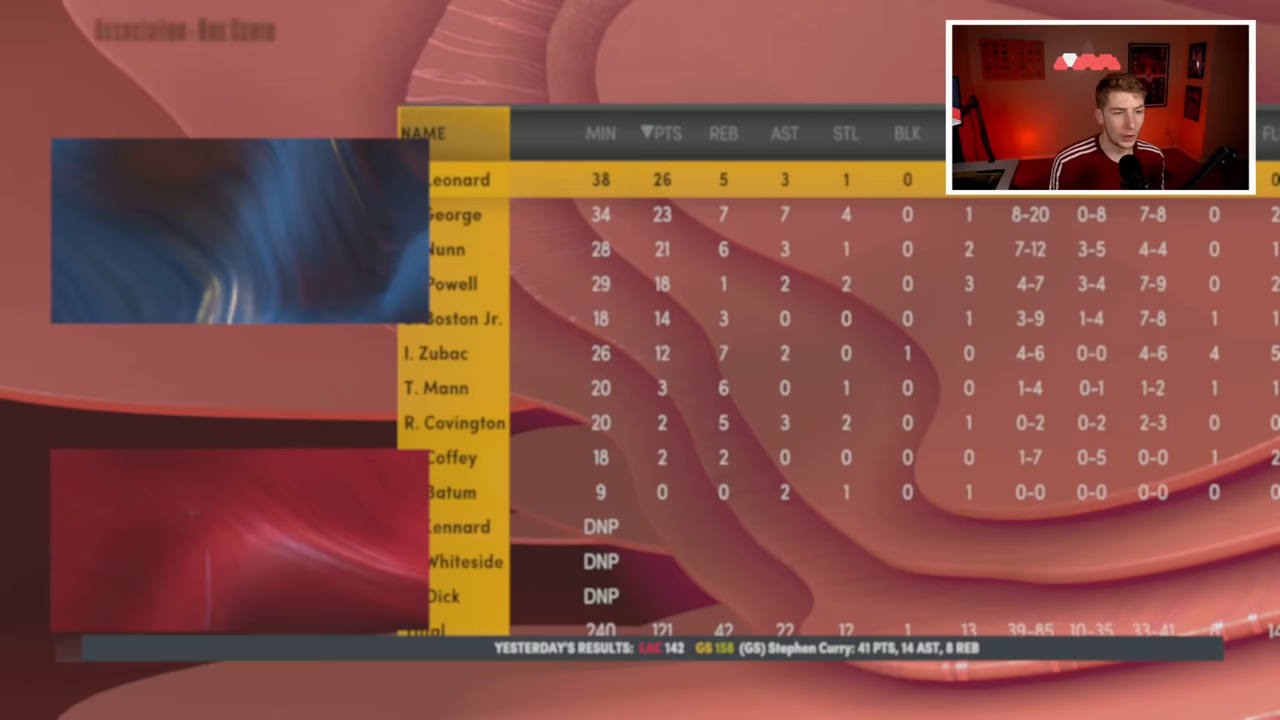 Association - Box Score
NAME MIN ▼PTS REB AST STL BLK
Leonard 38 26 5 3 1 0
George 34 23 7 7 4 0 1 8-20 0-8 7-8 0
Nunn 28 21 6 3 1 0 2 7-12 3-5 4-4 0
Powell 29 18 1 2 2 0 3 4-7 3-4 7-9 0
Boston Jr. 18 14 3 0 0 0 1 3-9 1-4 7-8 1
I. Zubac 26 12 7 2 0 1 0 4-6 0-0 4-6 4
T. Mann 20 3 6 0 1 0 0 1-4 0-1 1-2 1
R. Covington 20 2 5 3 2 0 1 0-2 0-2 2-3 0
Coffey 18 2 2 0 0 0 0 1-7 0-5 0-0 1
Batum 9 0 0 2 1 0 1 0-0 0-0 0-0 0
Kennard DNP
Whiteside DNP
Dick DNP
Total 240 121 42 22 12 1 13 39-85 10-35 33-41 8
YESTERDAY'S RESULTS: LAC 142 GS 158 (GS) Stephen Curry: 41 PTS, 14 AST, 8 REB